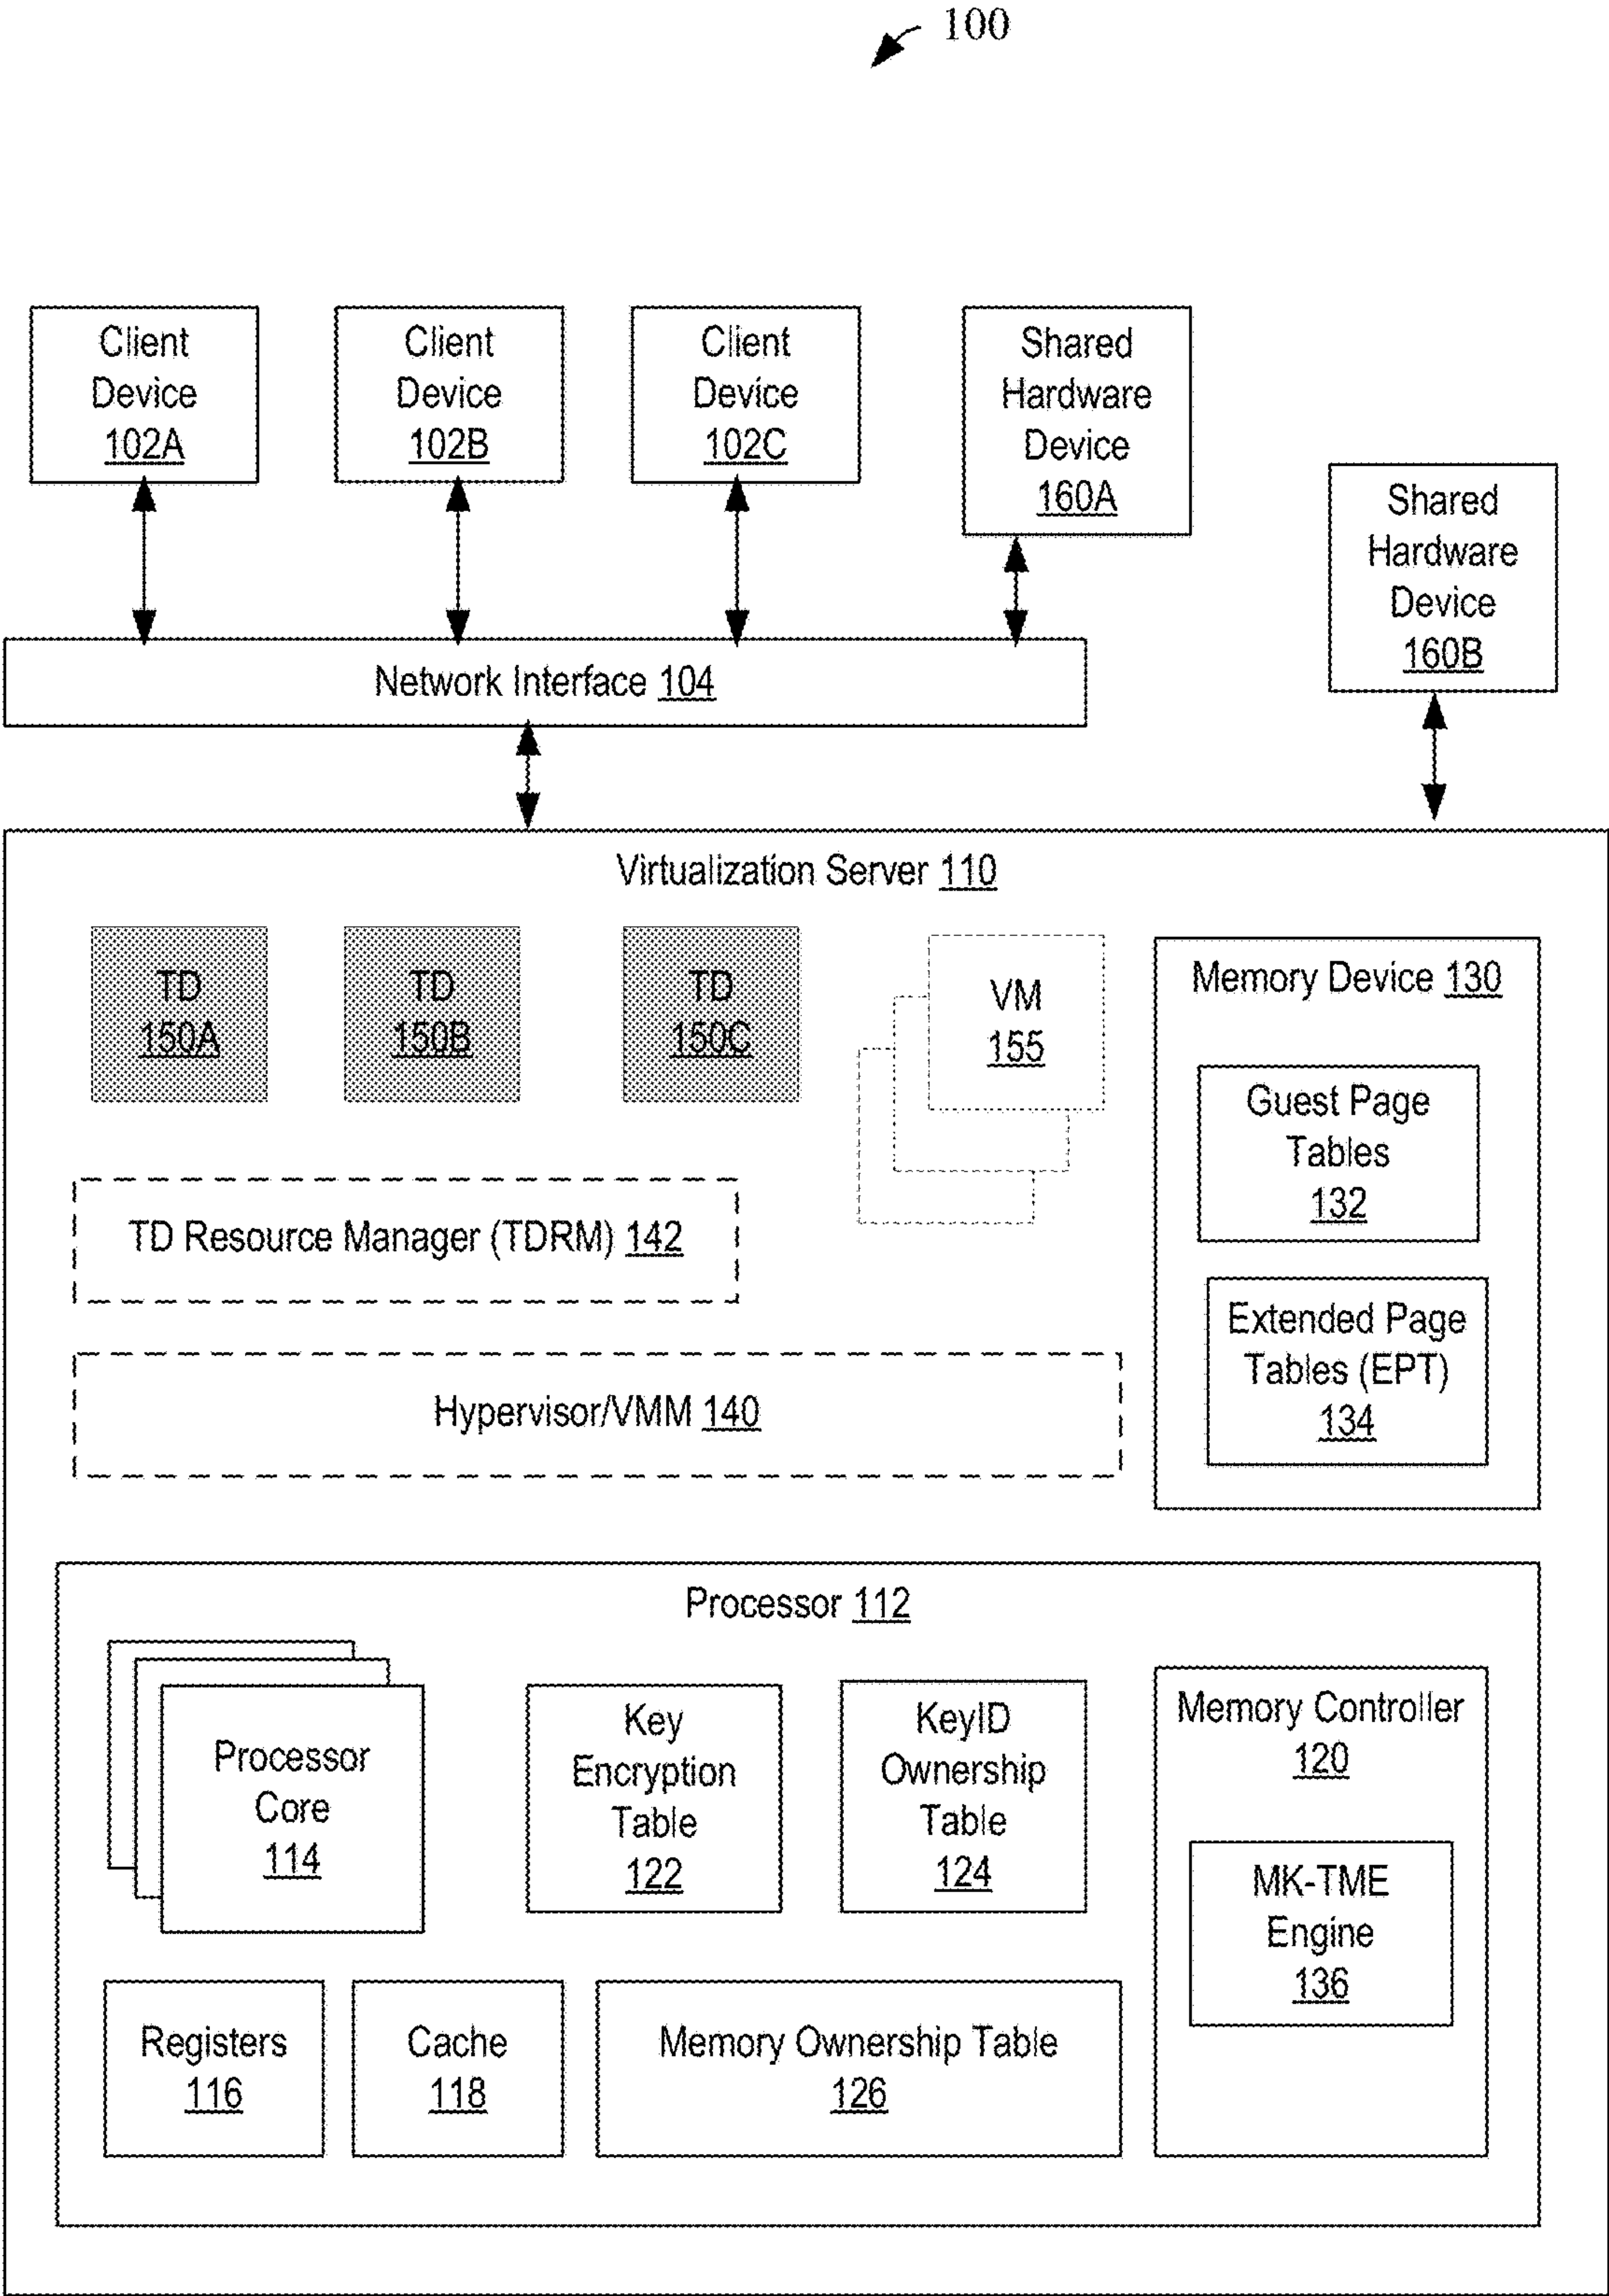 100
Client
Device
102A
Client
Device
102B
Client
Device
102C
Shared
Hardware
Device
160A
Shared
Hardware
Device
160B
Network Interface 104
Virtualization Server 110
TD
150A
TD
150B
TD
150C
VM
155
Memory Device 130
Guest Page
Tables
132
Extended Page
Tables (EPT)
134
TD Resource Manager (TDRM) 142
Hypervisor/VMM 140
Processor 112
Processor
Core
114
Key
Encryption
Table
122
KeyID
Ownership
Table
124
Memory Controller
120
MK-TME
Engine
136
Registers
116
Cache
118
Memory Ownership Table
126